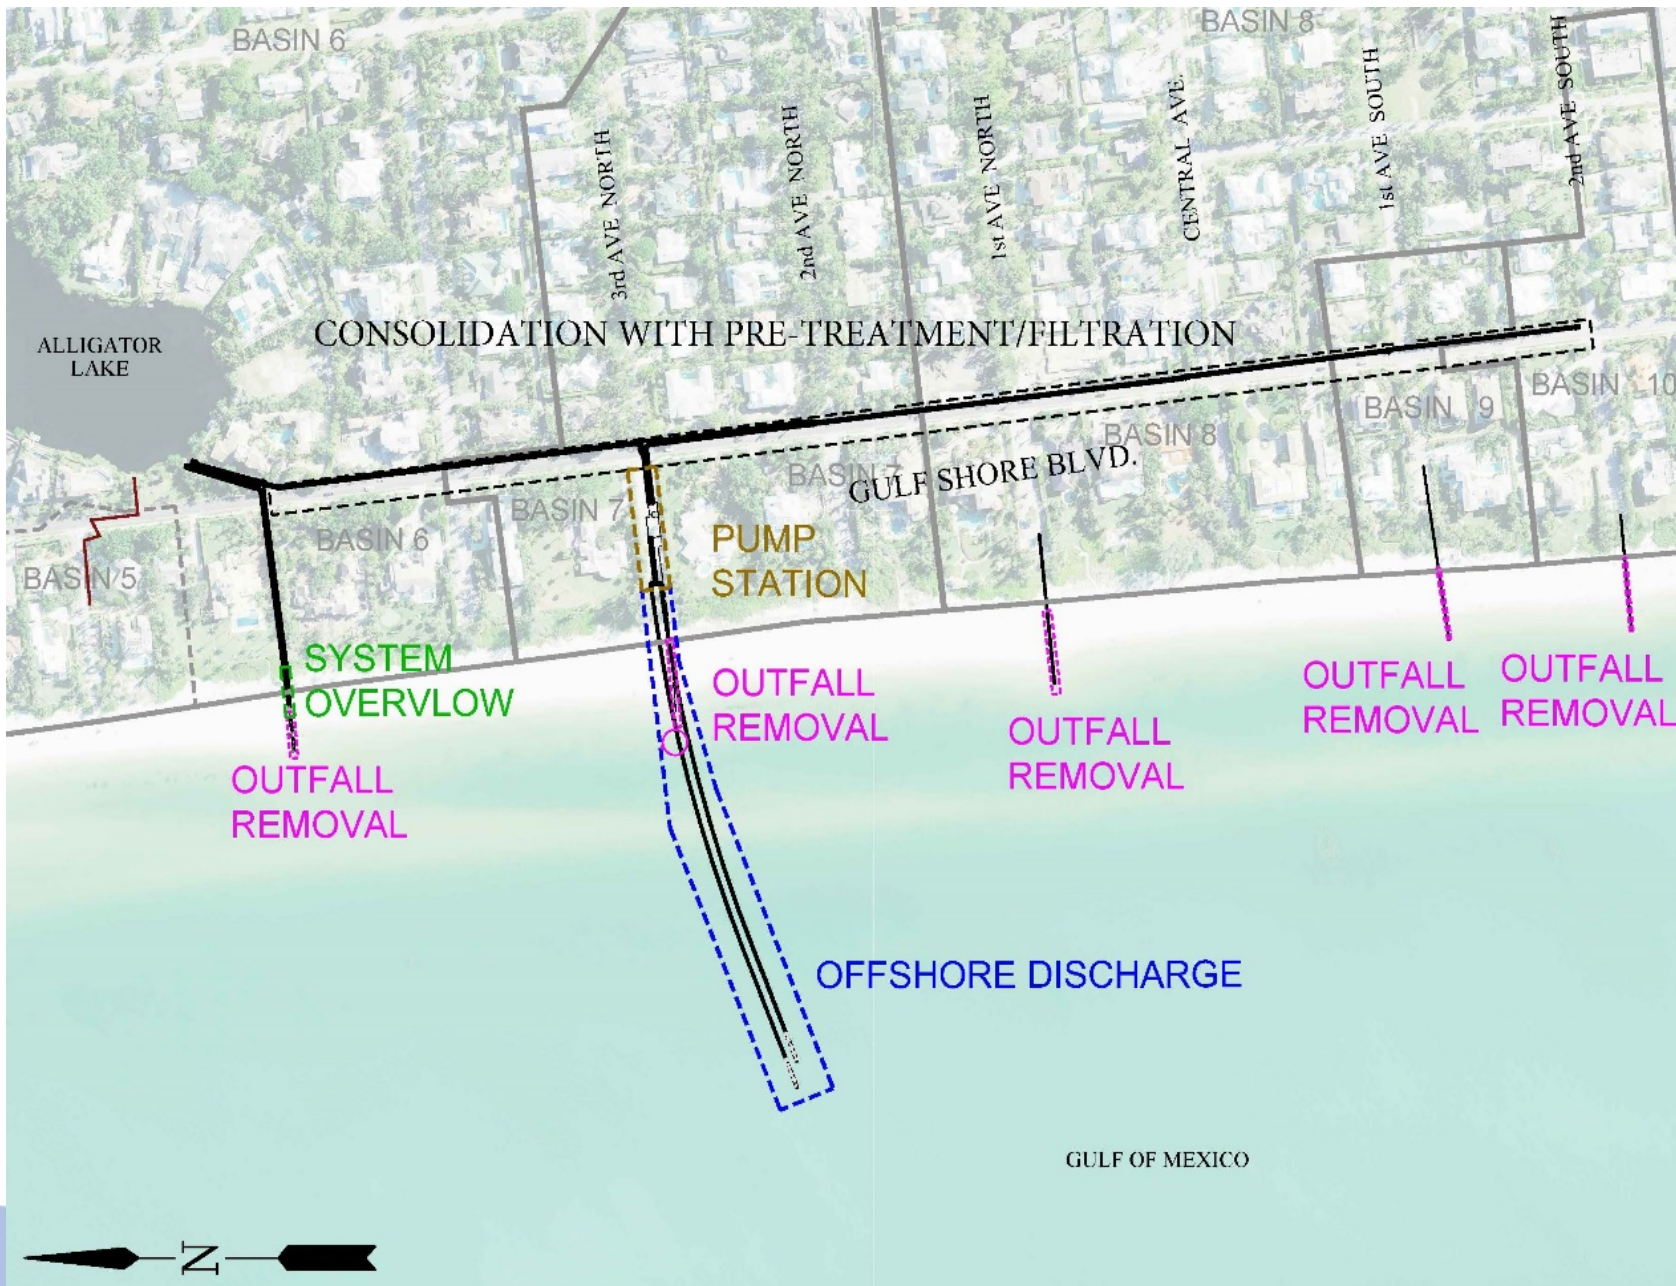 BASIN 6
BASIN 8
3rd AVE NORTH
2nd AVE NORTH
1st AVE NORTH
CENTRAL AVE.
1st AVE SOUTH
2nd AVE SOUTH
ALLIGATOR
LAKE
CONSOLIDATION WITH PRE-TREATMENT/FILTRATION
BASIN 10
BASIN 9
BASIN 8
BASIN 7
GULF SHORE BLVD.
BASIN 7
BASIN 6
BASIN 5
PUMP
STATION
SYSTEM
OVERVLOW
OUTFALL
REMOVAL
OUTFALL
REMOVAL
OUTFALL
REMOVAL
OUTFALL
REMOVAL
OUTFALL
REMOVAL
OFFSHORE DISCHARGE
GULF OF MEXICO
N